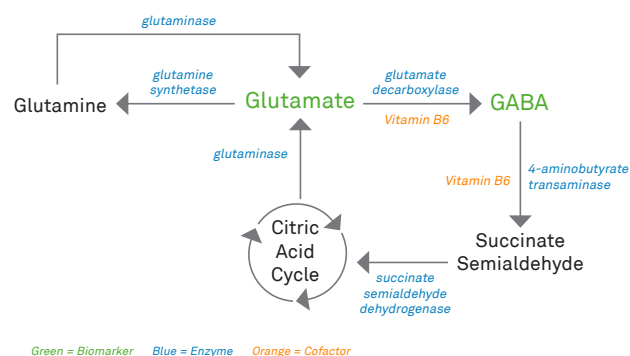 glutaminase
Glutamine
glutamine
synthetase
Glutamate
glutamate
decarboxylase
Vitamin B6
GABA
glutaminase
Vitamin B6
4-aminobutyrate
transaminase
Citric
Acid
Cycle
Succinate
Semialdehyde
succinate
semialdehyde
dehydrogenase
Green = Biomarker Blue = Enzyme Orange = Cofactor